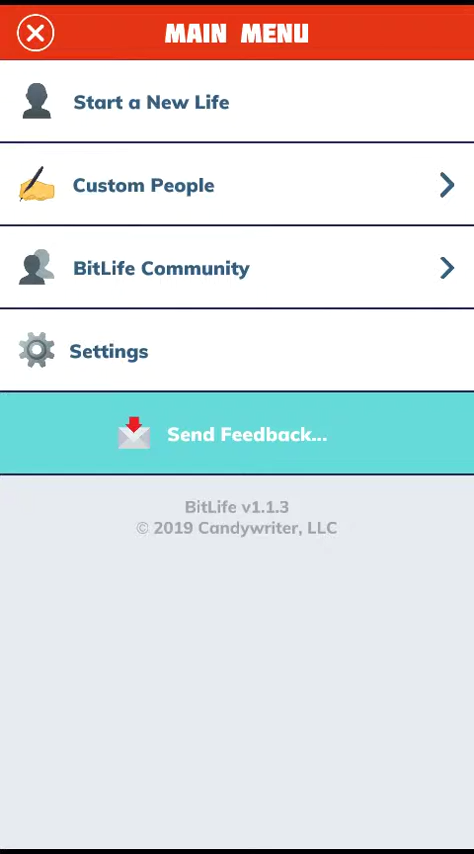 MAIN MENU
Start a New Life
Custom People
BitLife Community
Settings
Send Feedback...
BitLife v1.1.3
© 2019 Candywriter, LLC